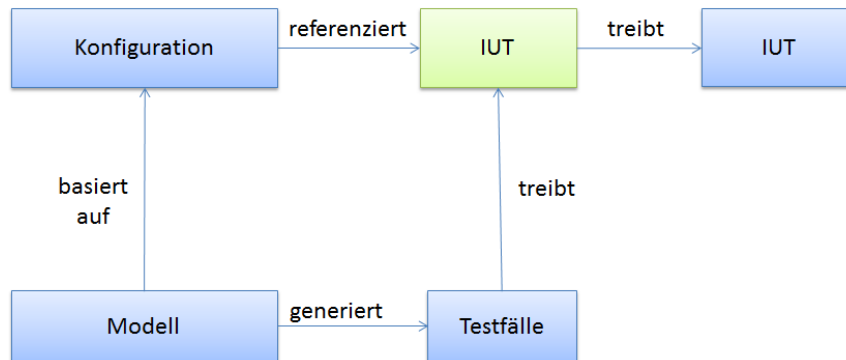 Konfiguration
referenziert
IUT
treibt
IUT
basiert
auf
treibt
Modell
generiert
Testfälle